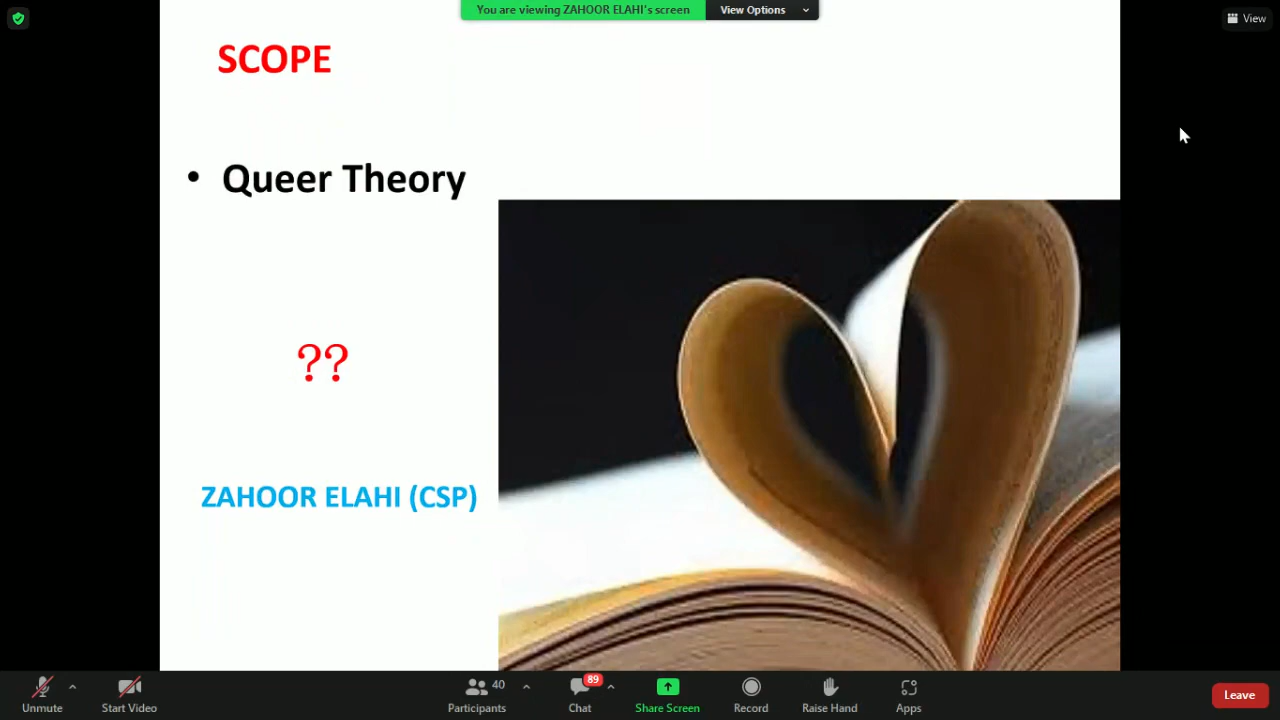 You are viewing ZAHOOR ELAHI's screen
View Options
View
SCOPE
• Queer Theory
??
ZAHOOR ELAHI (CSP)
Unmute
Start Video
40
Participants
89
Chat
Share Screen
Record
Raise Hand
Apps
Leave